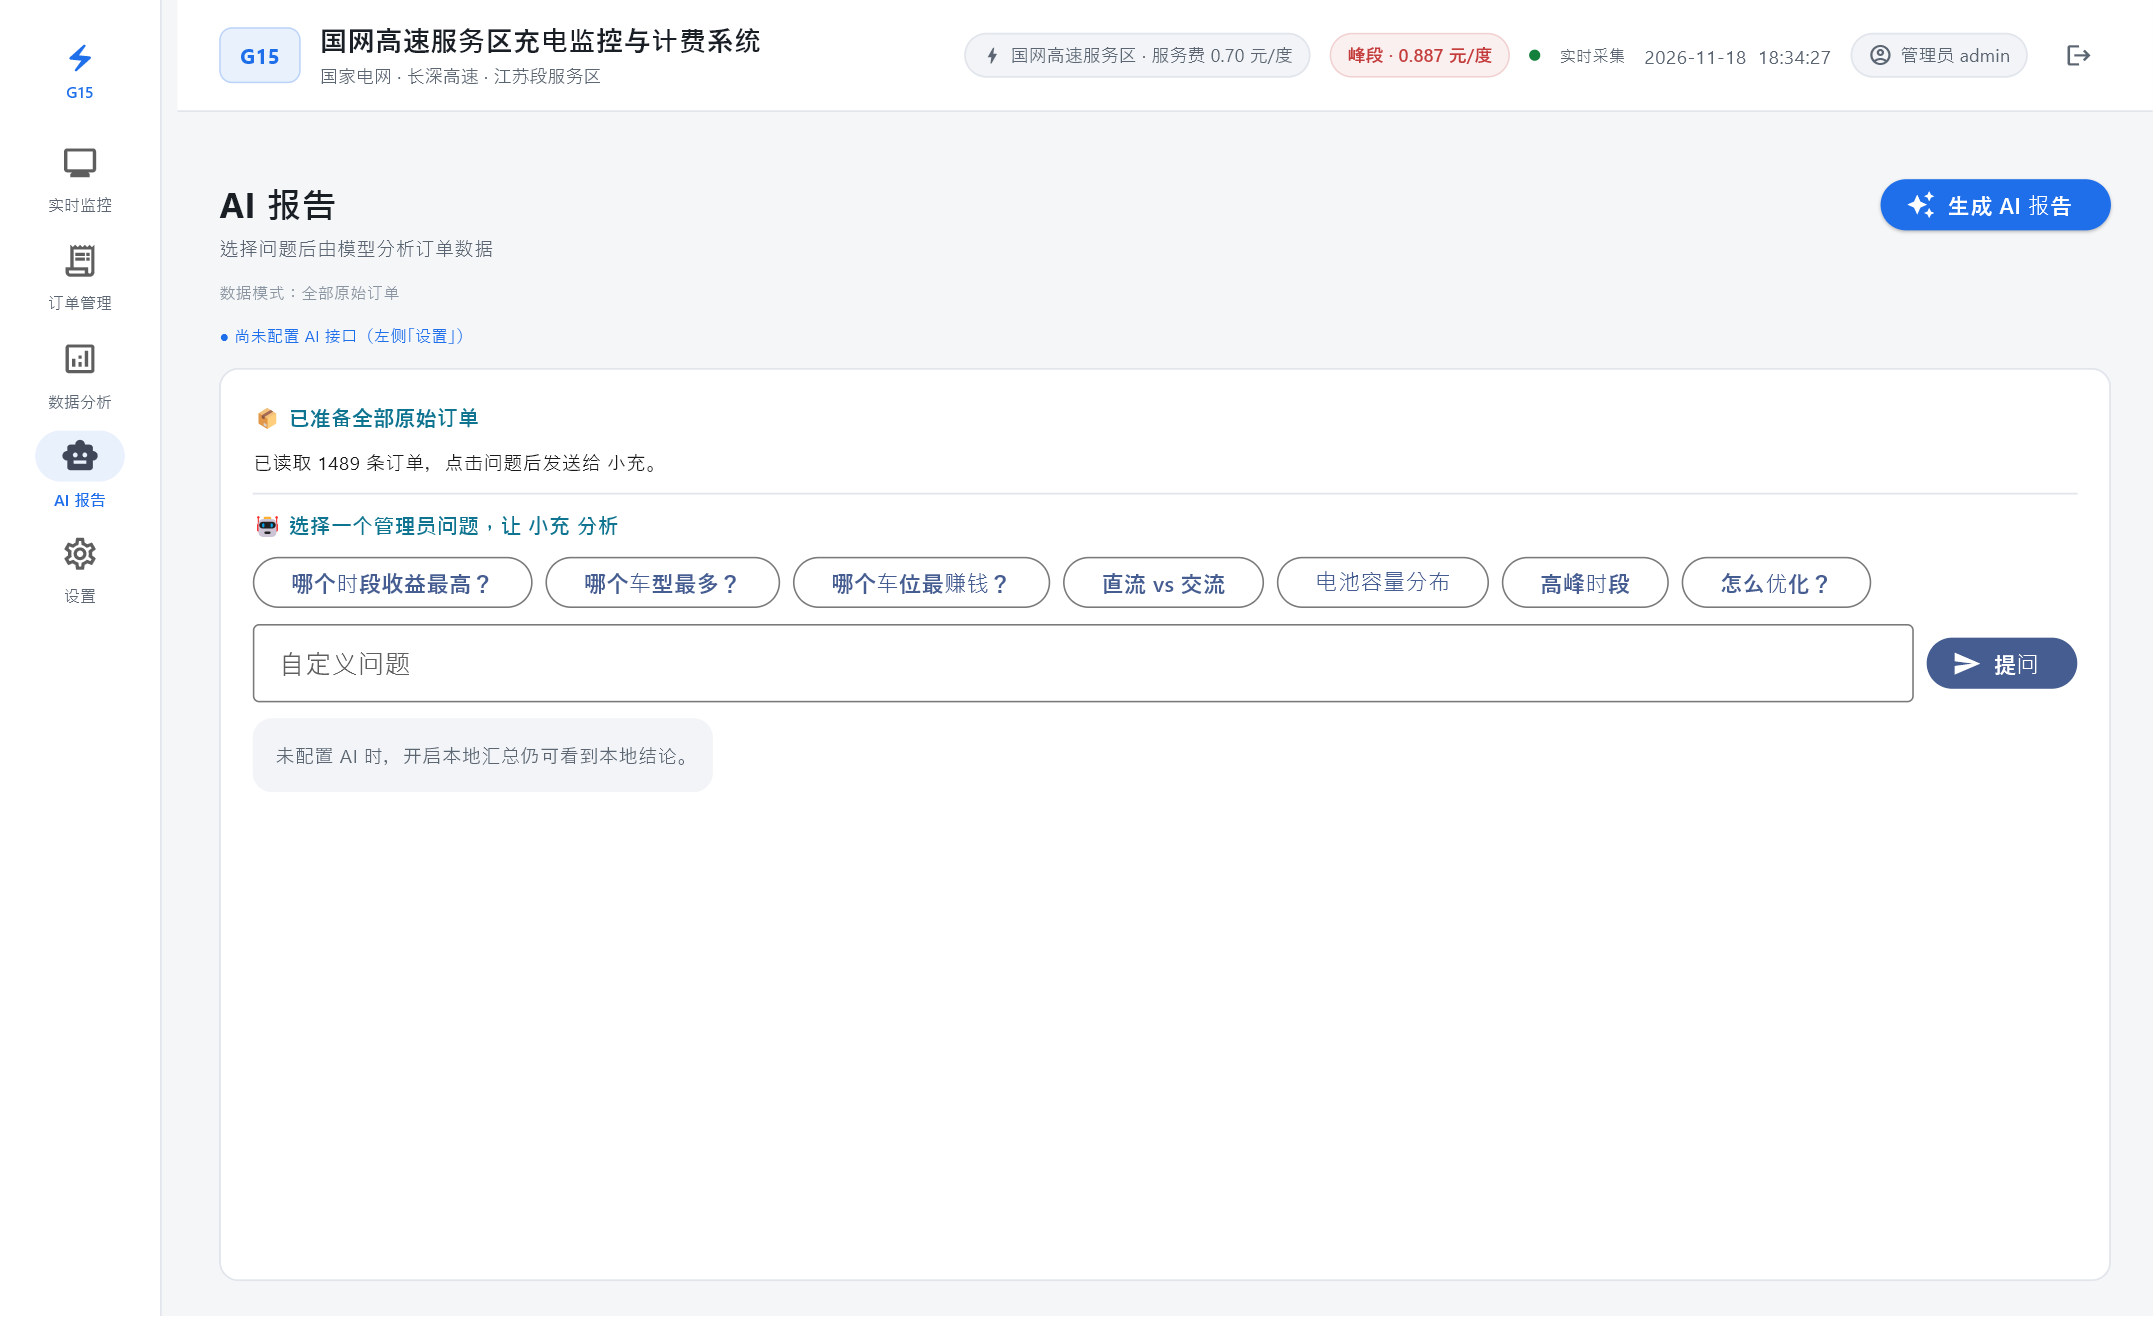 G15
实时监控
订单管理
数据分析
AI 报告
设置
G15
国网高速服务区充电监控与计费系统
国家电网 · 长深高速 · 江苏段服务区
国网高速服务区 · 服务费 0.70 元/度
峰段 · 0.887 元/度
实时采集
2026-11-18 18:34:27
管理员 admin
AI 报告
选择问题后由模型分析订单数据
数据模式：全部原始订单
● 尚未配置 AI 接口（左侧「设置」）
生成 AI 报告
已准备全部原始订单
已读取 1489 条订单，点击问题后发送给 小充。
选择一个管理员问题，让 小充 分析
哪个时段收益最高？
哪个车型最多？
哪个车位最赚钱？
直流 vs 交流
电池容量分布
高峰时段
怎么优化？
自定义问题
提问
未配置 AI 时，开启本地汇总仍可看到本地结论。